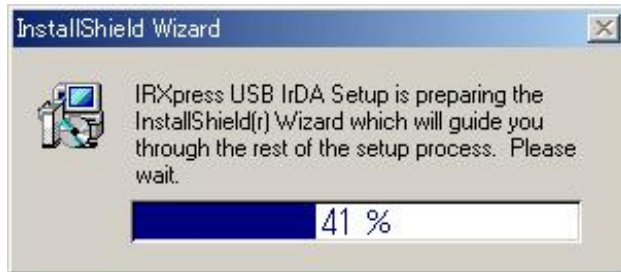 InstallShield Wizard
IRXpress USB IrDA Setup is preparing the
InstallShield(r) Wizard which will guide you
through the rest of the setup process.  Please
wait.
41 %